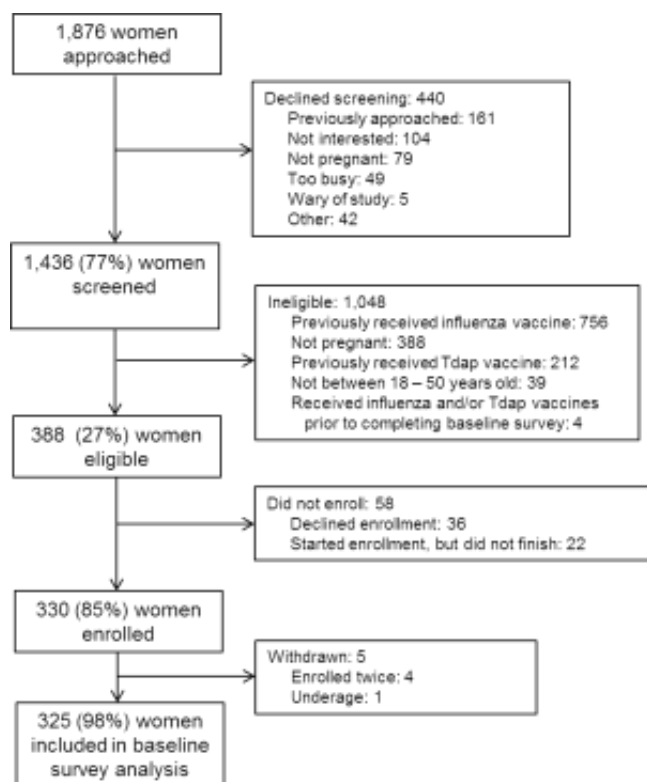 1,876 women
approached
Declined screening: 440
Previously approached: 161
Not interested: 104
Not pregnant: 79
Too busy: 49
Wary of study: 5
Other: 42
1,436 (77%) women
screened
Ineligible: 1,048
Previously received influenza vaccine: 756
Not pregnant: 388
Previously received Tdap vaccine: 212
Not between 18 – 50 years old: 39
Received influenza and/or Tdap vaccines
prior to completing baseline survey: 4
388 (27%) women
eligible
Did not enroll: 58
Declined enrollment: 36
Started enrollment, but did not finish: 22
330 (85%) women
enrolled
Withdrawn: 5
Enrolled twice: 4
Underage: 1
325 (98%) women
included in baseline
survey analysis